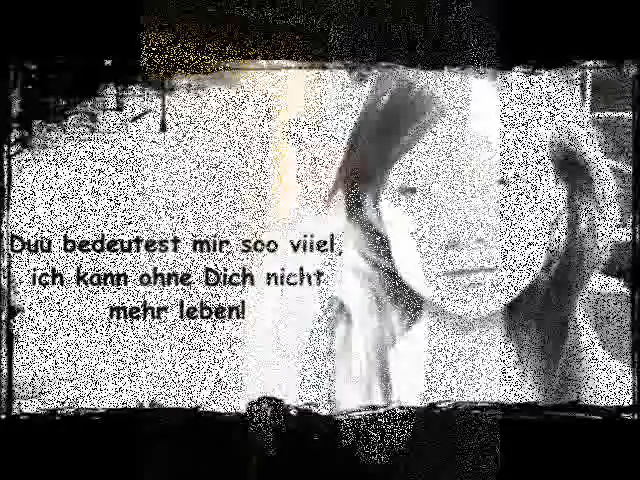 Duu bedeutest mir soo viiel,
ich kann ohne Dich nicht
mehr leben!